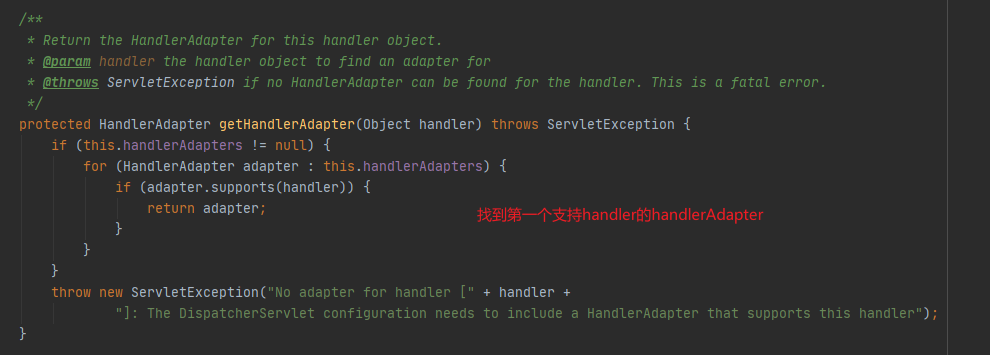 /**
 * Return the HandlerAdapter for this handler object.
 * @param handler the handler object to find an adapter for
 * @throws ServletException if no HandlerAdapter can be found for the handler. This is a fatal error.
 */
protected HandlerAdapter getHandlerAdapter(Object handler) throws ServletException {
    if (this.handlerAdapters != null) {
        for (HandlerAdapter adapter : this.handlerAdapters) {
            if (adapter.supports(handler)) {
                return adapter;
找到第一个支持handler的handlerAdapter
            }
        }
    }
    throw new ServletException("No adapter for handler [" + handler +
            "]: The DispatcherServlet configuration needs to include a HandlerAdapter that supports this handler");
}